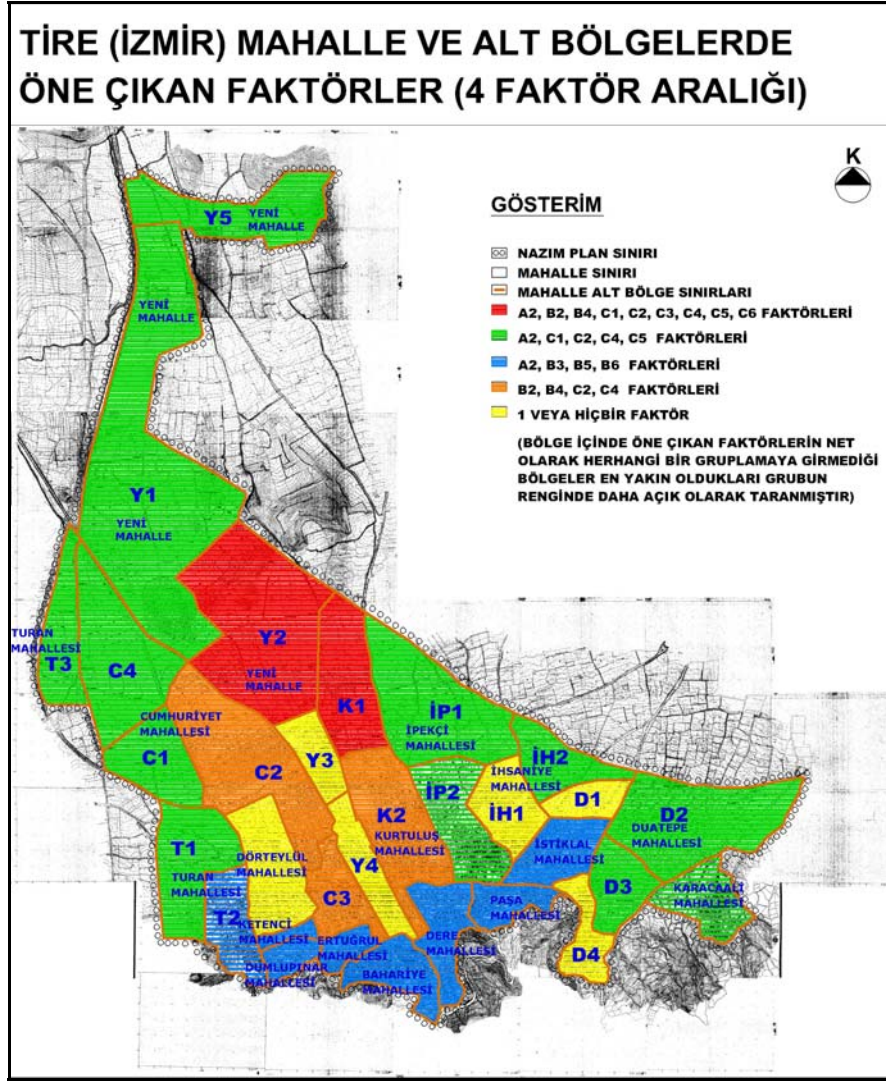 TİRE (İZMİR) MAHALLE VE ALT BÖLGELERDE
ÖNE ÇIKAN FAKTÖRLER (4 FAKTÖR ARALIĞI)
K
GÖSTERİM
NAZIM PLAN SINIRI
MAHALLE SINIRI
MAHALLE ALT BÖLGE SINIRLARI
A2, B2, B4, C1, C2, C3, C4, C5, C6 FAKTÖRLERİ
A2, C1, C2, C4, C5 FAKTÖRLERİ
A2, B3, B5, B6 FAKTÖRLERİ
B2, B4, C2, C4 FAKTÖRLERİ
1 VEYA HİÇBİR FAKTÖR
(BÖLGE İÇİNDE ÖNE ÇIKAN FAKTÖRLERİN NET
OLARAK HERHANGİ BİR GRUPLAMAYA GİRMEDİĞİ
BÖLGELER EN YAKIN OLDUKLARI GRUBUN
RENGİNDE DAHA AÇIK OLARAK TARANMIŞTIR)
Y5
YENİ
MAHALLE
YENİ
MAHALLE
Y1
YENİ
MAHALLE
TURAN
MAHALLESİ
T3
C4
Y2
YENİ
MAHALLE
K1
CUMHURİYET
MAHALLESİ
C1
C2
Y3
İP1
İPEKÇİ
MAHALLESİ
İP2
İH2
İHSANİYE
MAHALLESİ
İH1
D1
D2
DUATEPE
MAHALLESİ
K2
KURTULUŞ
MAHALLESİ
İSTİKLAL
MAHALLESİ
T1
TURAN
MAHALLESİ
DÖRTEYLÜL
MAHALLESİ
Y4
D3
KARACAALİ
MAHALLESİ
T2
KETENCİ
MAHALLESİ
C3
PAŞA
MAHALLESİ
ERTUĞRUL
MAHALLESİ
DERE
MAHALLESİ
D4
DUMLUPINAR
MAHALLESİ
BAHARİYE
MAHALLESİ